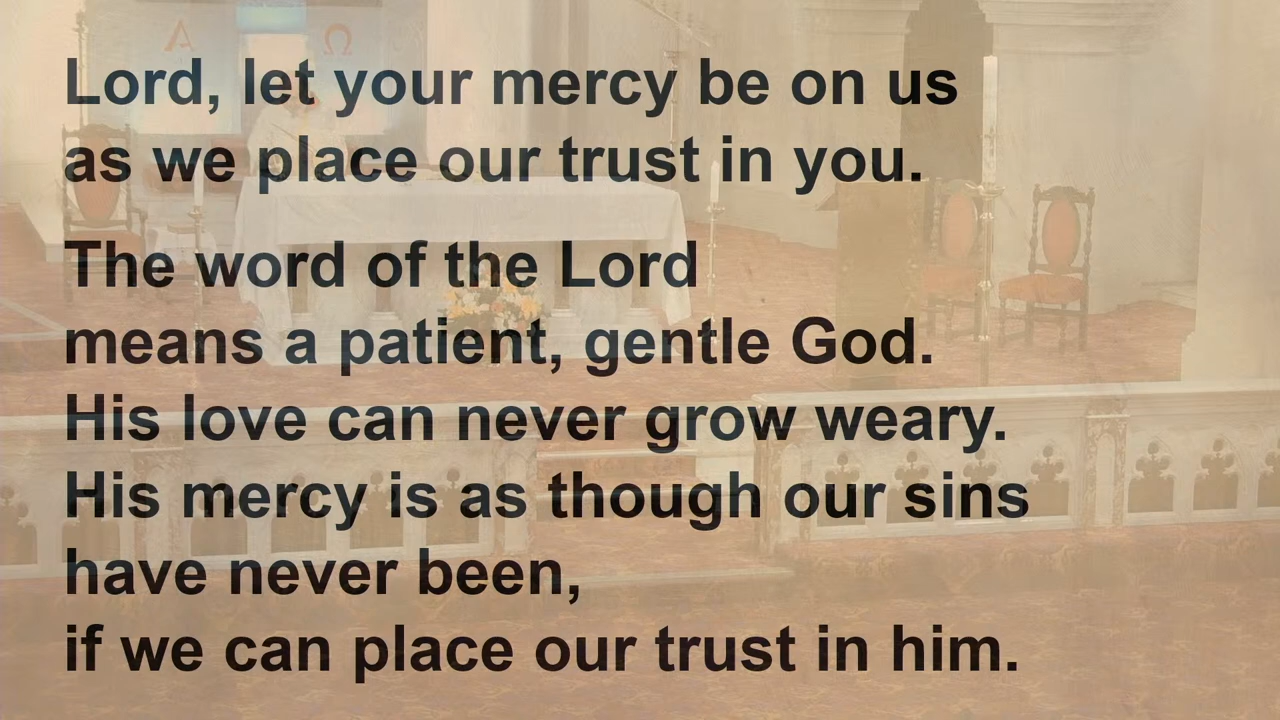 Α Ω
Lord, let your mercy be on us
as we place our trust in you.
The word of the Lord
means a patient, gentle God.
His love can never grow weary.
His mercy is as though our sins
have never been,
if we can place our trust in him.